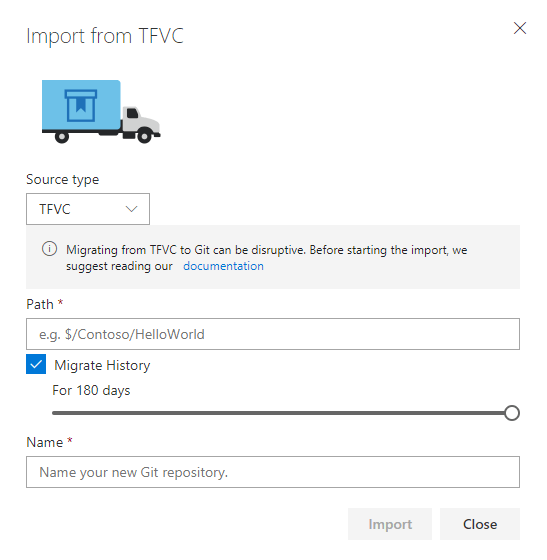 Import from TFVC
Source type
TFVC
Migrating from TFVC to Git can be disruptive. Before starting the import, we
suggest reading our documentation
Path *
e.g. $/Contoso/HelloWorld
Migrate History
For 180 days
Name *
Name your new Git repository.
Import
Close